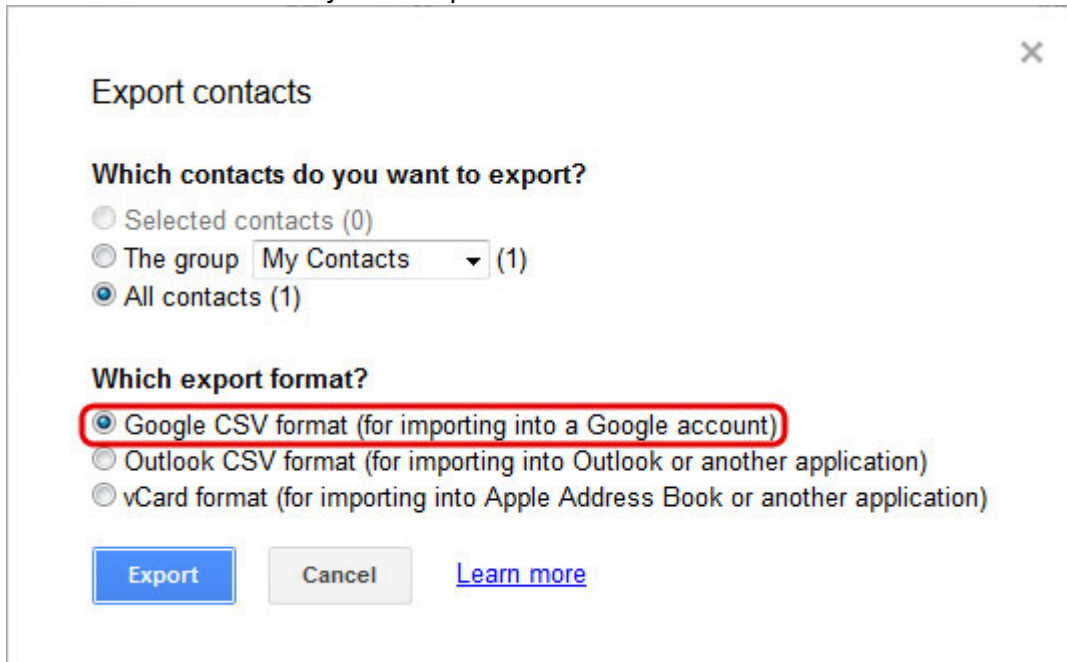 Export contacts
Which contacts do you want to export?
Selected contacts (0)
The group My Contacts (1)
All contacts (1)
Which export format?
Google CSV format (for importing into a Google account)
Outlook CSV format (for importing into Outlook or another application)
vCard format (for importing into Apple Address Book or another application)
Export Cancel Learn more